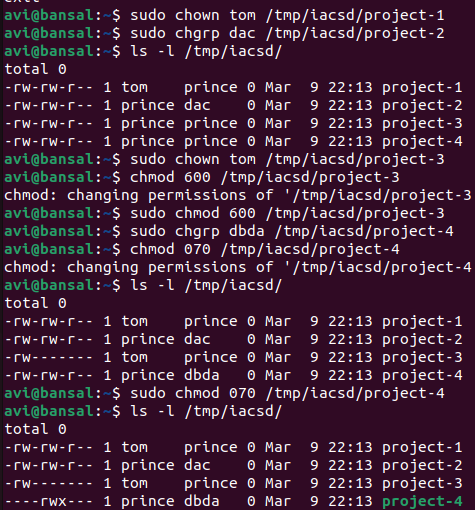 exit
avi@bansal:~$ sudo chown tom /tmp/iacsd/project-1
avi@bansal:~$ sudo chgrp dac /tmp/iacsd/project-2
avi@bansal:~$ ls -l /tmp/iacsd/
total 0
-rw-rw-r-- 1 tom    prince 0 Mar  9 22:13 project-1
-rw-rw-r-- 1 prince dac    0 Mar  9 22:13 project-2
-rw-rw-r-- 1 prince prince 0 Mar  9 22:13 project-3
-rw-rw-r-- 1 prince prince 0 Mar  9 22:13 project-4
avi@bansal:~$ sudo chown tom /tmp/iacsd/project-3
avi@bansal:~$ chmod 600 /tmp/iacsd/project-3
chmod: changing permissions of '/tmp/iacsd/project-3
avi@bansal:~$ sudo chmod 600 /tmp/iacsd/project-3
avi@bansal:~$ sudo chgrp dbda /tmp/iacsd/project-4
avi@bansal:~$ chmod 070 /tmp/iacsd/project-4
chmod: changing permissions of '/tmp/iacsd/project-4
avi@bansal:~$ ls -l /tmp/iacsd/
total 0
-rw-rw-r-- 1 tom    prince 0 Mar  9 22:13 project-1
-rw-rw-r-- 1 prince dac    0 Mar  9 22:13 project-2
-rw------- 1 tom    prince 0 Mar  9 22:13 project-3
-rw-rw-r-- 1 prince dbda   0 Mar  9 22:13 project-4
avi@bansal:~$ sudo chmod 070 /tmp/iacsd/project-4
avi@bansal:~$ ls -l /tmp/iacsd/
total 0
-rw-rw-r-- 1 tom    prince 0 Mar  9 22:13 project-1
-rw-rw-r-- 1 prince dac    0 Mar  9 22:13 project-2
-rw------- 1 tom    prince 0 Mar  9 22:13 project-3
----rwx--- 1 prince dbda   0 Mar  9 22:13 project-4